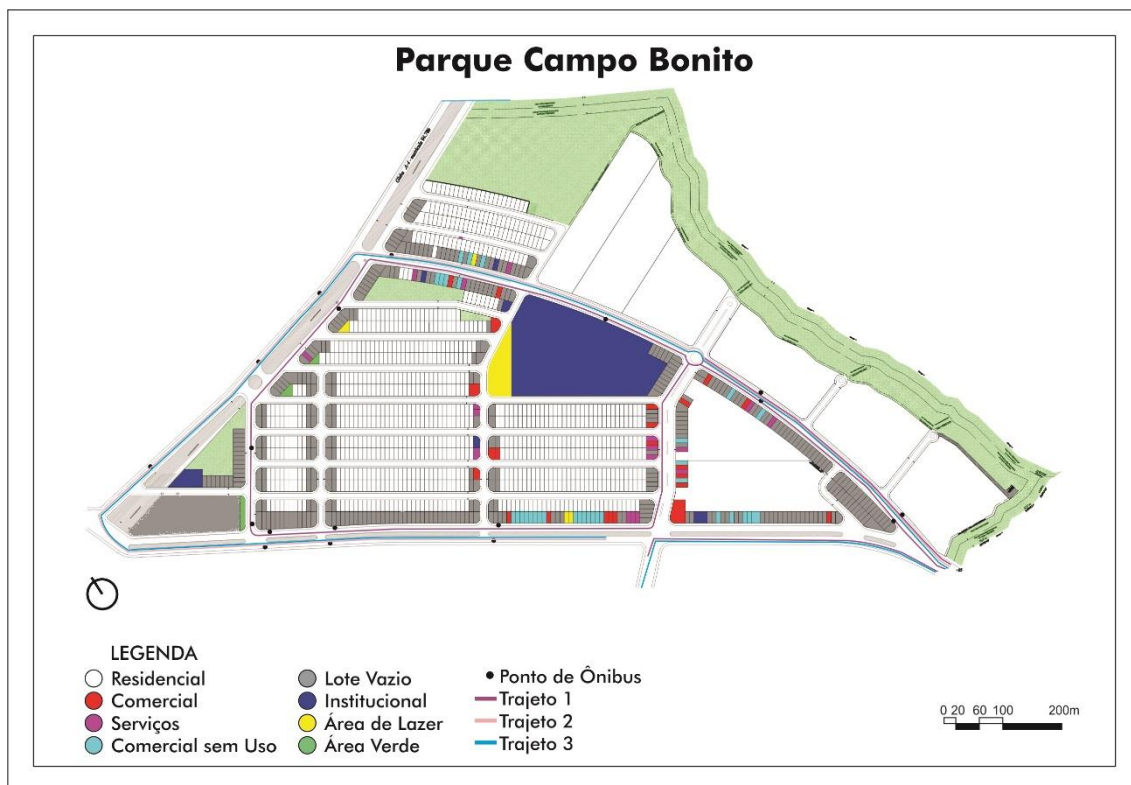 Parque Campo Bonito
LEGENDA
Residencial
Comercial
Serviços
Comercial sem Uso
Lote Vazio
Institucional
Área de Lazer
Área Verde
Ponto de Ônibus
Trajeto 1
Trajeto 2
Trajeto 3
0 20 60 100 200m